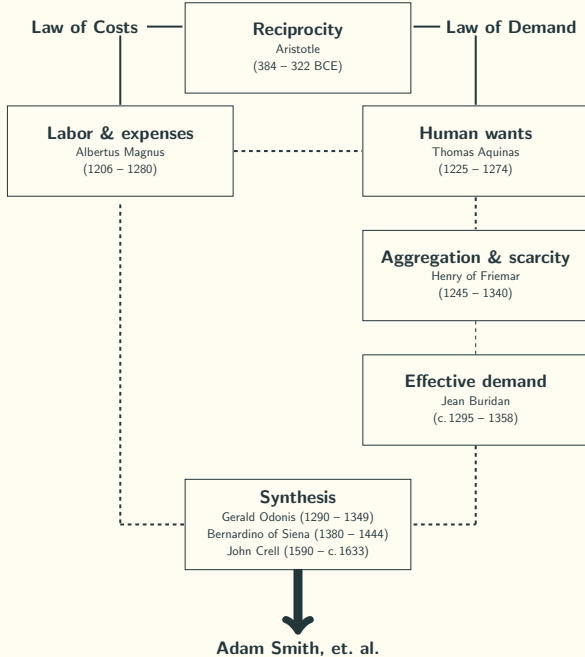 Law of Costs
Reciprocity
Aristotle
(384 – 322 BCE)
Law of Demand
Labor & expenses
Albertus Magnus
(1206 – 1280)
Human wants
Thomas Aquinas
(1225 – 1274)
Aggregation & scarcity
Henry of Friemar
(1245 – 1340)
Effective demand
Jean Buridan
(c. 1295 – 1358)
Synthesis
Gerald Odonis (1290 – 1349)
Bernardino of Siena (1380 – 1444)
John Crell (1590 – c. 1633)
Adam Smith, et. al.